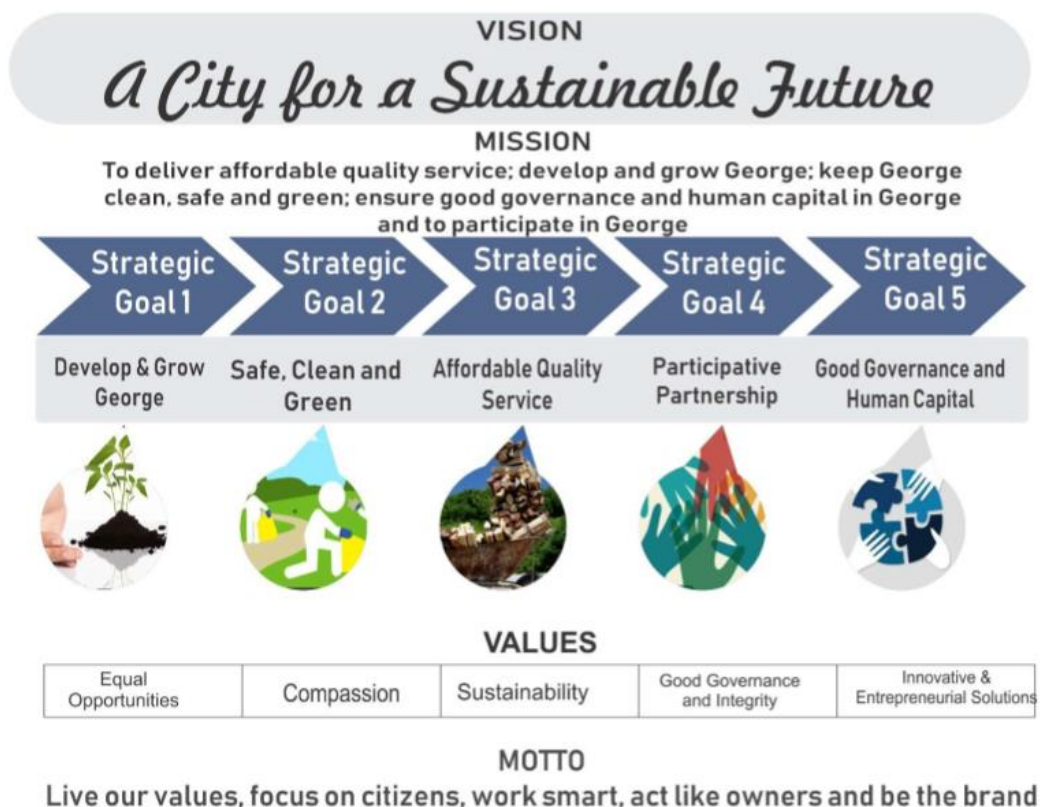 VISION
A City for a Sustainable Future
MISSION
To deliver affordable quality service; develop and grow George; keep George
clean, safe and green; ensure good governance and human capital in George
and to participate in George
Strategic
Goal 1
Strategic
Goal 2
Strategic
Goal 3
Strategic
Goal 4
Strategic
Goal 5
Develop & Grow
George
Safe, Clean and
Green
Affordable Quality
Service
Participative
Partnership
Good Governance and
Human Capital
VALUES
Equal
Opportunities
Compassion
Sustainability
Good Governance
and Integrity
Innovative &
Entrepreneurial Solutions
MOTTO
Live our values, focus on citizens, work smart, act like owners and be the brand